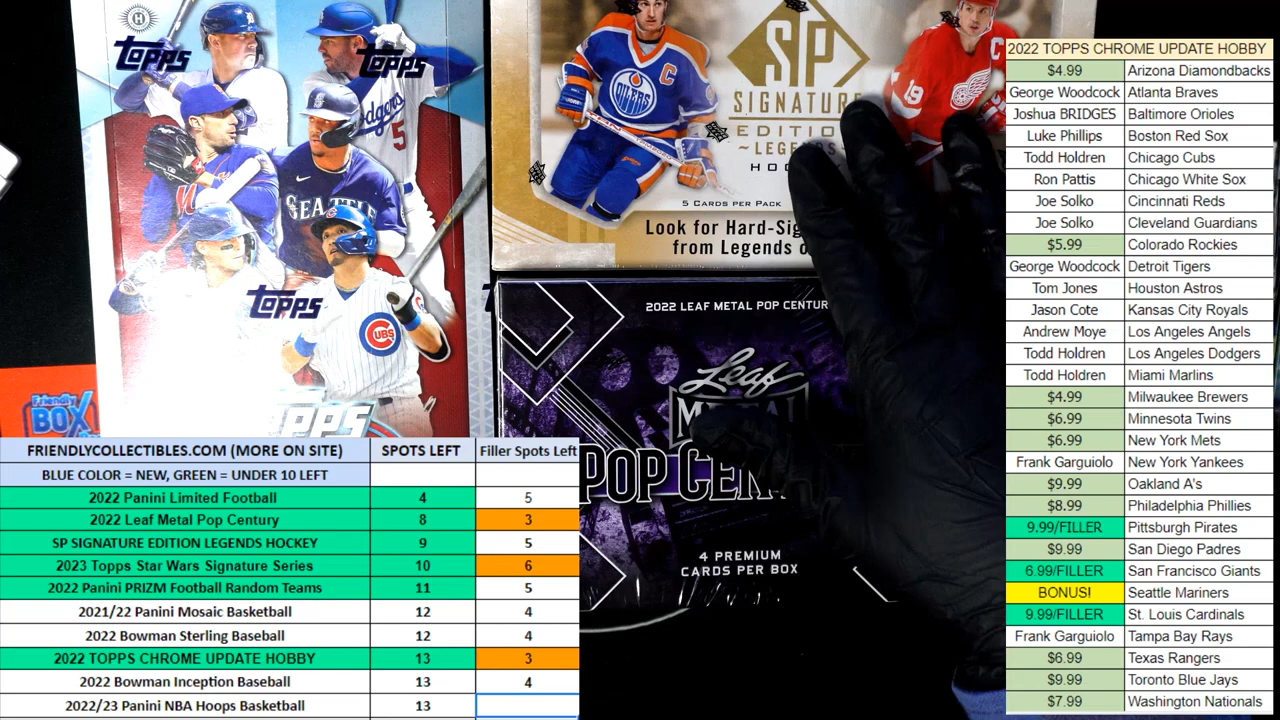 TOPPS
TOPPS
Dodgers
5
SEATTLE
CUBS
TOPPS
Friendly
BOX
OILERS
C
C
19
SP
SIGNATURE
EDITION
~LEGENDS
5 CARDS PER PACK
Look for Hard-Sig
from Legends o
2022 LEAF METAL POP CENTUR
Leaf
METAL
POP CEN
4 PREMIUM
CARDS PER BOX
FRIENDLYCOLLECTIBLES.COM (MORE ON SITE) SPOTS LEFT Filler Spots Left
BLUE COLOR = NEW, GREEN = UNDER 10 LEFT
2022 Panini Limited Football 4 5
2022 Leaf Metal Pop Century 8 3
SP SIGNATURE EDITION LEGENDS HOCKEY 9 5
2023 Topps Star Wars Signature Series 10 6
2022 Panini PRIZM Football Random Teams 11 5
2021/22 Panini Mosaic Basketball 12 4
2022 Bowman Sterling Baseball 12 4
2022 TOPPS CHROME UPDATE HOBBY 13 3
2022 Bowman Inception Baseball 13 4
2022/23 Panini NBA Hoops Basketball 13
2022 TOPPS CHROME UPDATE HOBBY
$4.99 Arizona Diamondbacks
George Woodcock Atlanta Braves
Joshua BRIDGES Baltimore Orioles
Luke Phillips Boston Red Sox
Todd Holdren Chicago Cubs
Ron Pattis Chicago White Sox
Joe Solko Cincinnati Reds
Joe Solko Cleveland Guardians
$5.99 Colorado Rockies
George Woodcock Detroit Tigers
Tom Jones Houston Astros
Jason Cote Kansas City Royals
Andrew Moye Los Angeles Angels
Todd Holdren Los Angeles Dodgers
Todd Holdren Miami Marlins
$4.99 Milwaukee Brewers
$6.99 Minnesota Twins
$6.99 New York Mets
Frank Garguiolo New York Yankees
$9.99 Oakland A's
$8.99 Philadelphia Phillies
9.99/FILLER Pittsburgh Pirates
$9.99 San Diego Padres
6.99/FILLER San Francisco Giants
BONUS! Seattle Mariners
9.99/FILLER St. Louis Cardinals
Frank Garguiolo Tampa Bay Rays
$6.99 Texas Rangers
$9.99 Toronto Blue Jays
$7.99 Washington Nationals